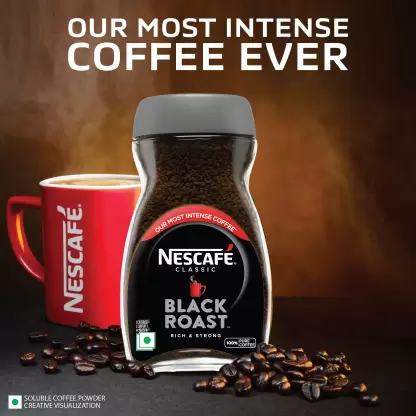 OUR MOST INTENSE
COFFEE EVER
NESCAFÉ
OUR MOST INTENSE COFFEE
NESCAFÉ
CLASSIC
BLACK
ROAST
RICH & STRONG
100% PURE COFFEE
SOLUBLE COFFEE POWDER
CREATIVE VISUALIZATION